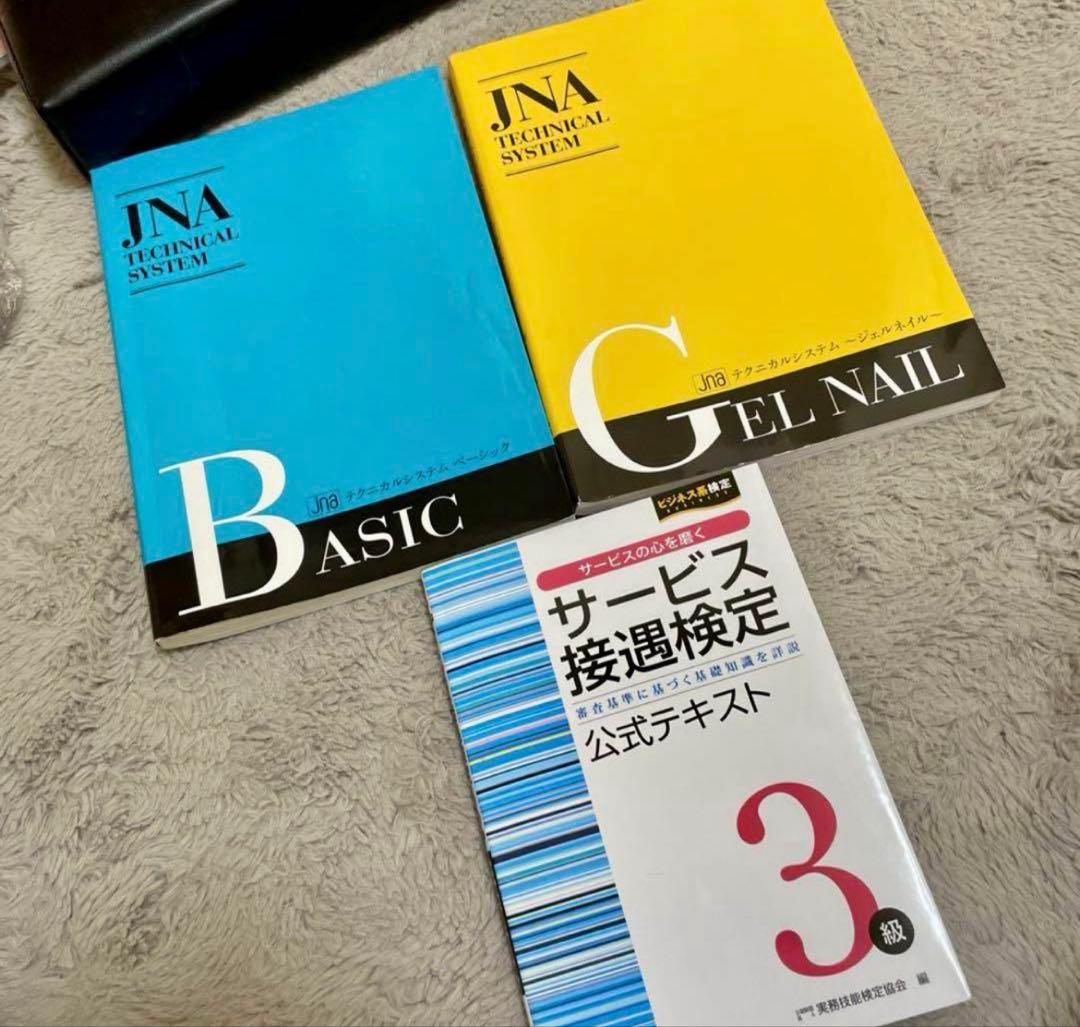 JNA
TECHNICAL
SYSTEM
Jna テクニカルシステム ベーシック
BASIC
JNA
TECHNICAL
SYSTEM
Jna テクニカルシステム 〜ジェルネイル〜
GEL NAIL
ビジネス系検定
サービスの心を磨く
サービス
接遇検定
審査基準に基づく基礎知識を詳説
公式テキスト
3級
実務技能検定協会 編